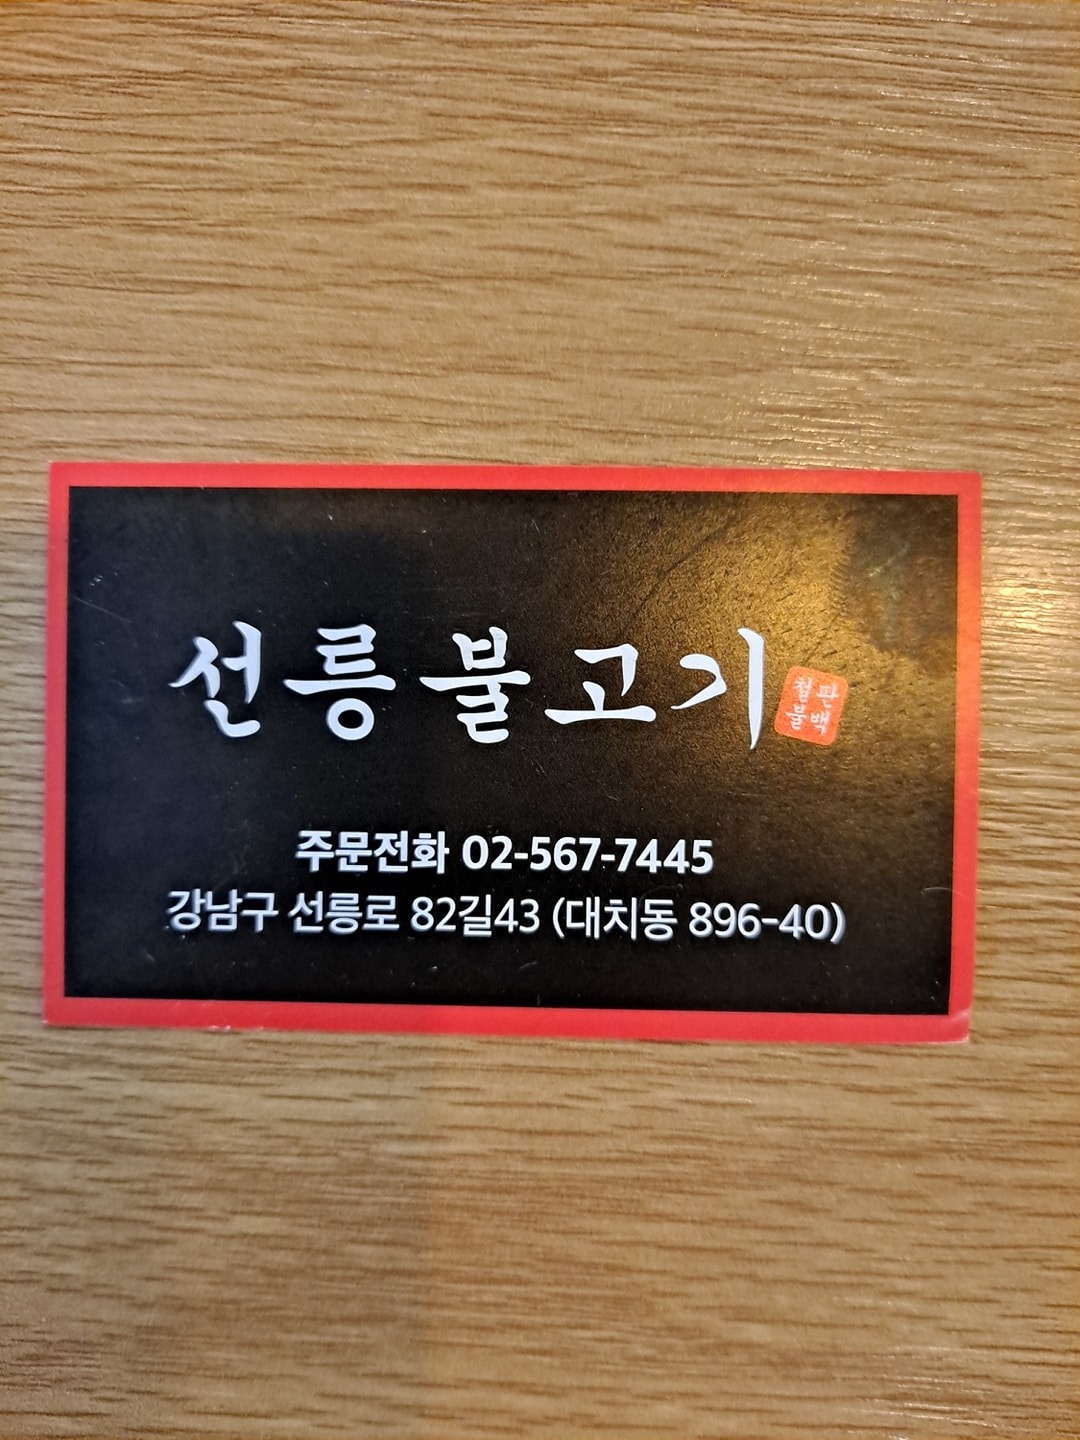 선릉불고기
철판
불백
주문전화 02-567-7445
강남구 선릉로 82길43 (대치동 896-40)